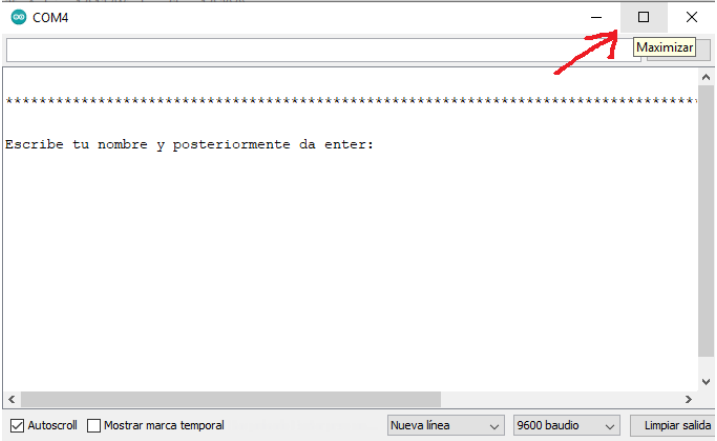 COM4
Maximizar
**********************************************************************************
Escribe tu nombre y posteriormente da enter:
Autoscroll Mostrar marca temporal Nueva línea 9600 baudio Limpiar salida